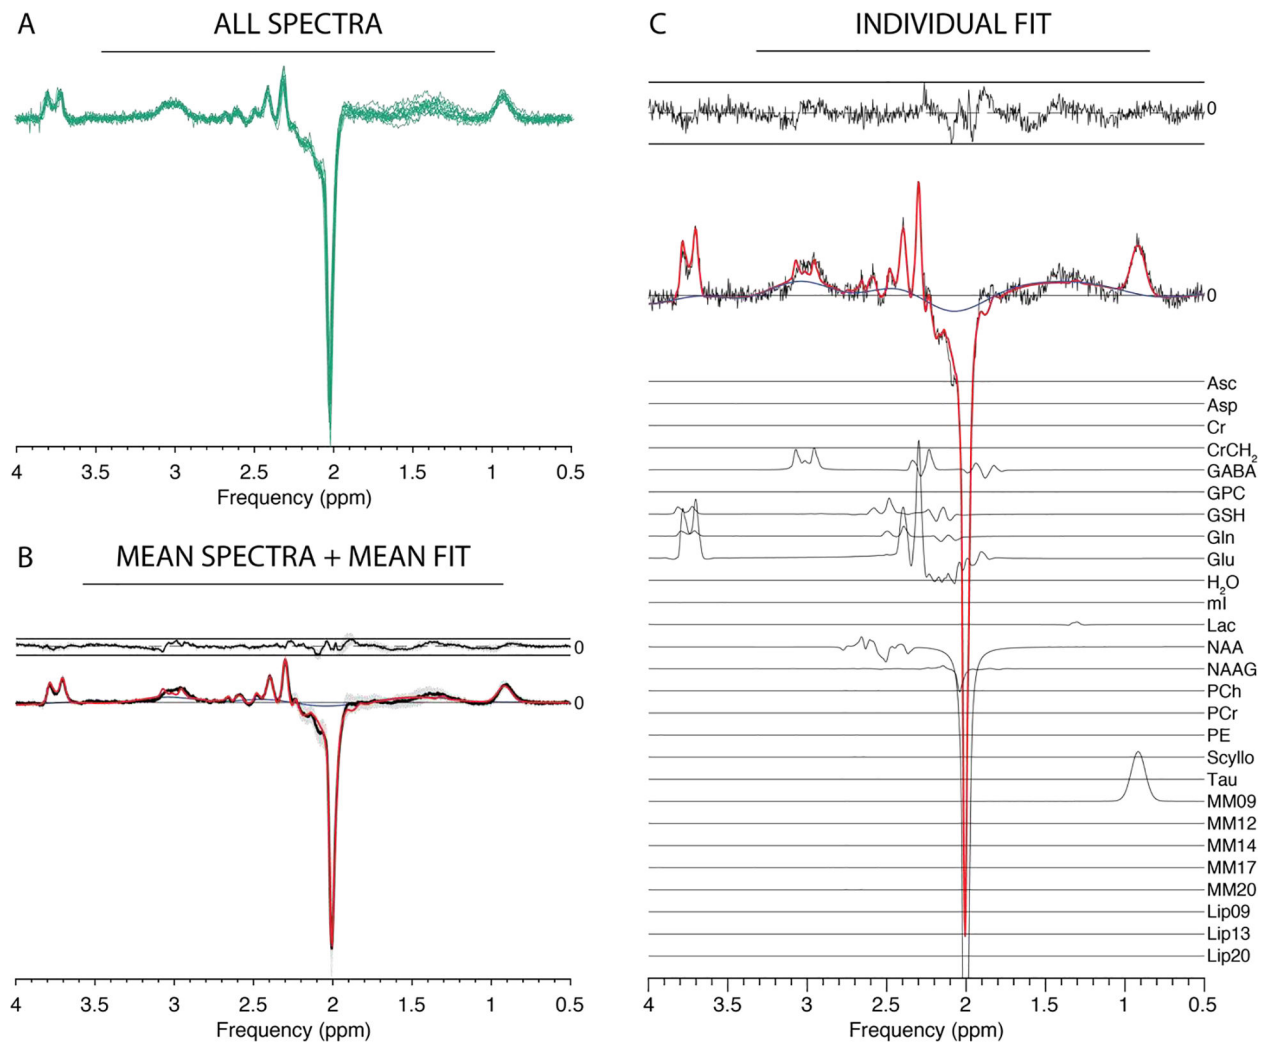 A
ALL SPECTRA
4 3.5 3 2.5 2 1.5 1 0.5
Frequency (ppm)
B
MEAN SPECTRA + MEAN FIT
0
0
4 3.5 3 2.5 2 1.5 1 0.5
Frequency (ppm)
C
INDIVIDUAL FIT
0
0
Asc
Asp
Cr
CrCH2
GABA
GPC
GSH
Gln
Glu
H2O
mI
Lac
NAA
NAAG
PCh
PCr
PE
Scyllo
Tau
MM09
MM12
MM14
MM17
MM20
Lip09
Lip13
Lip20
4 3.5 3 2.5 2 1.5 1 0.5
Frequency (ppm)